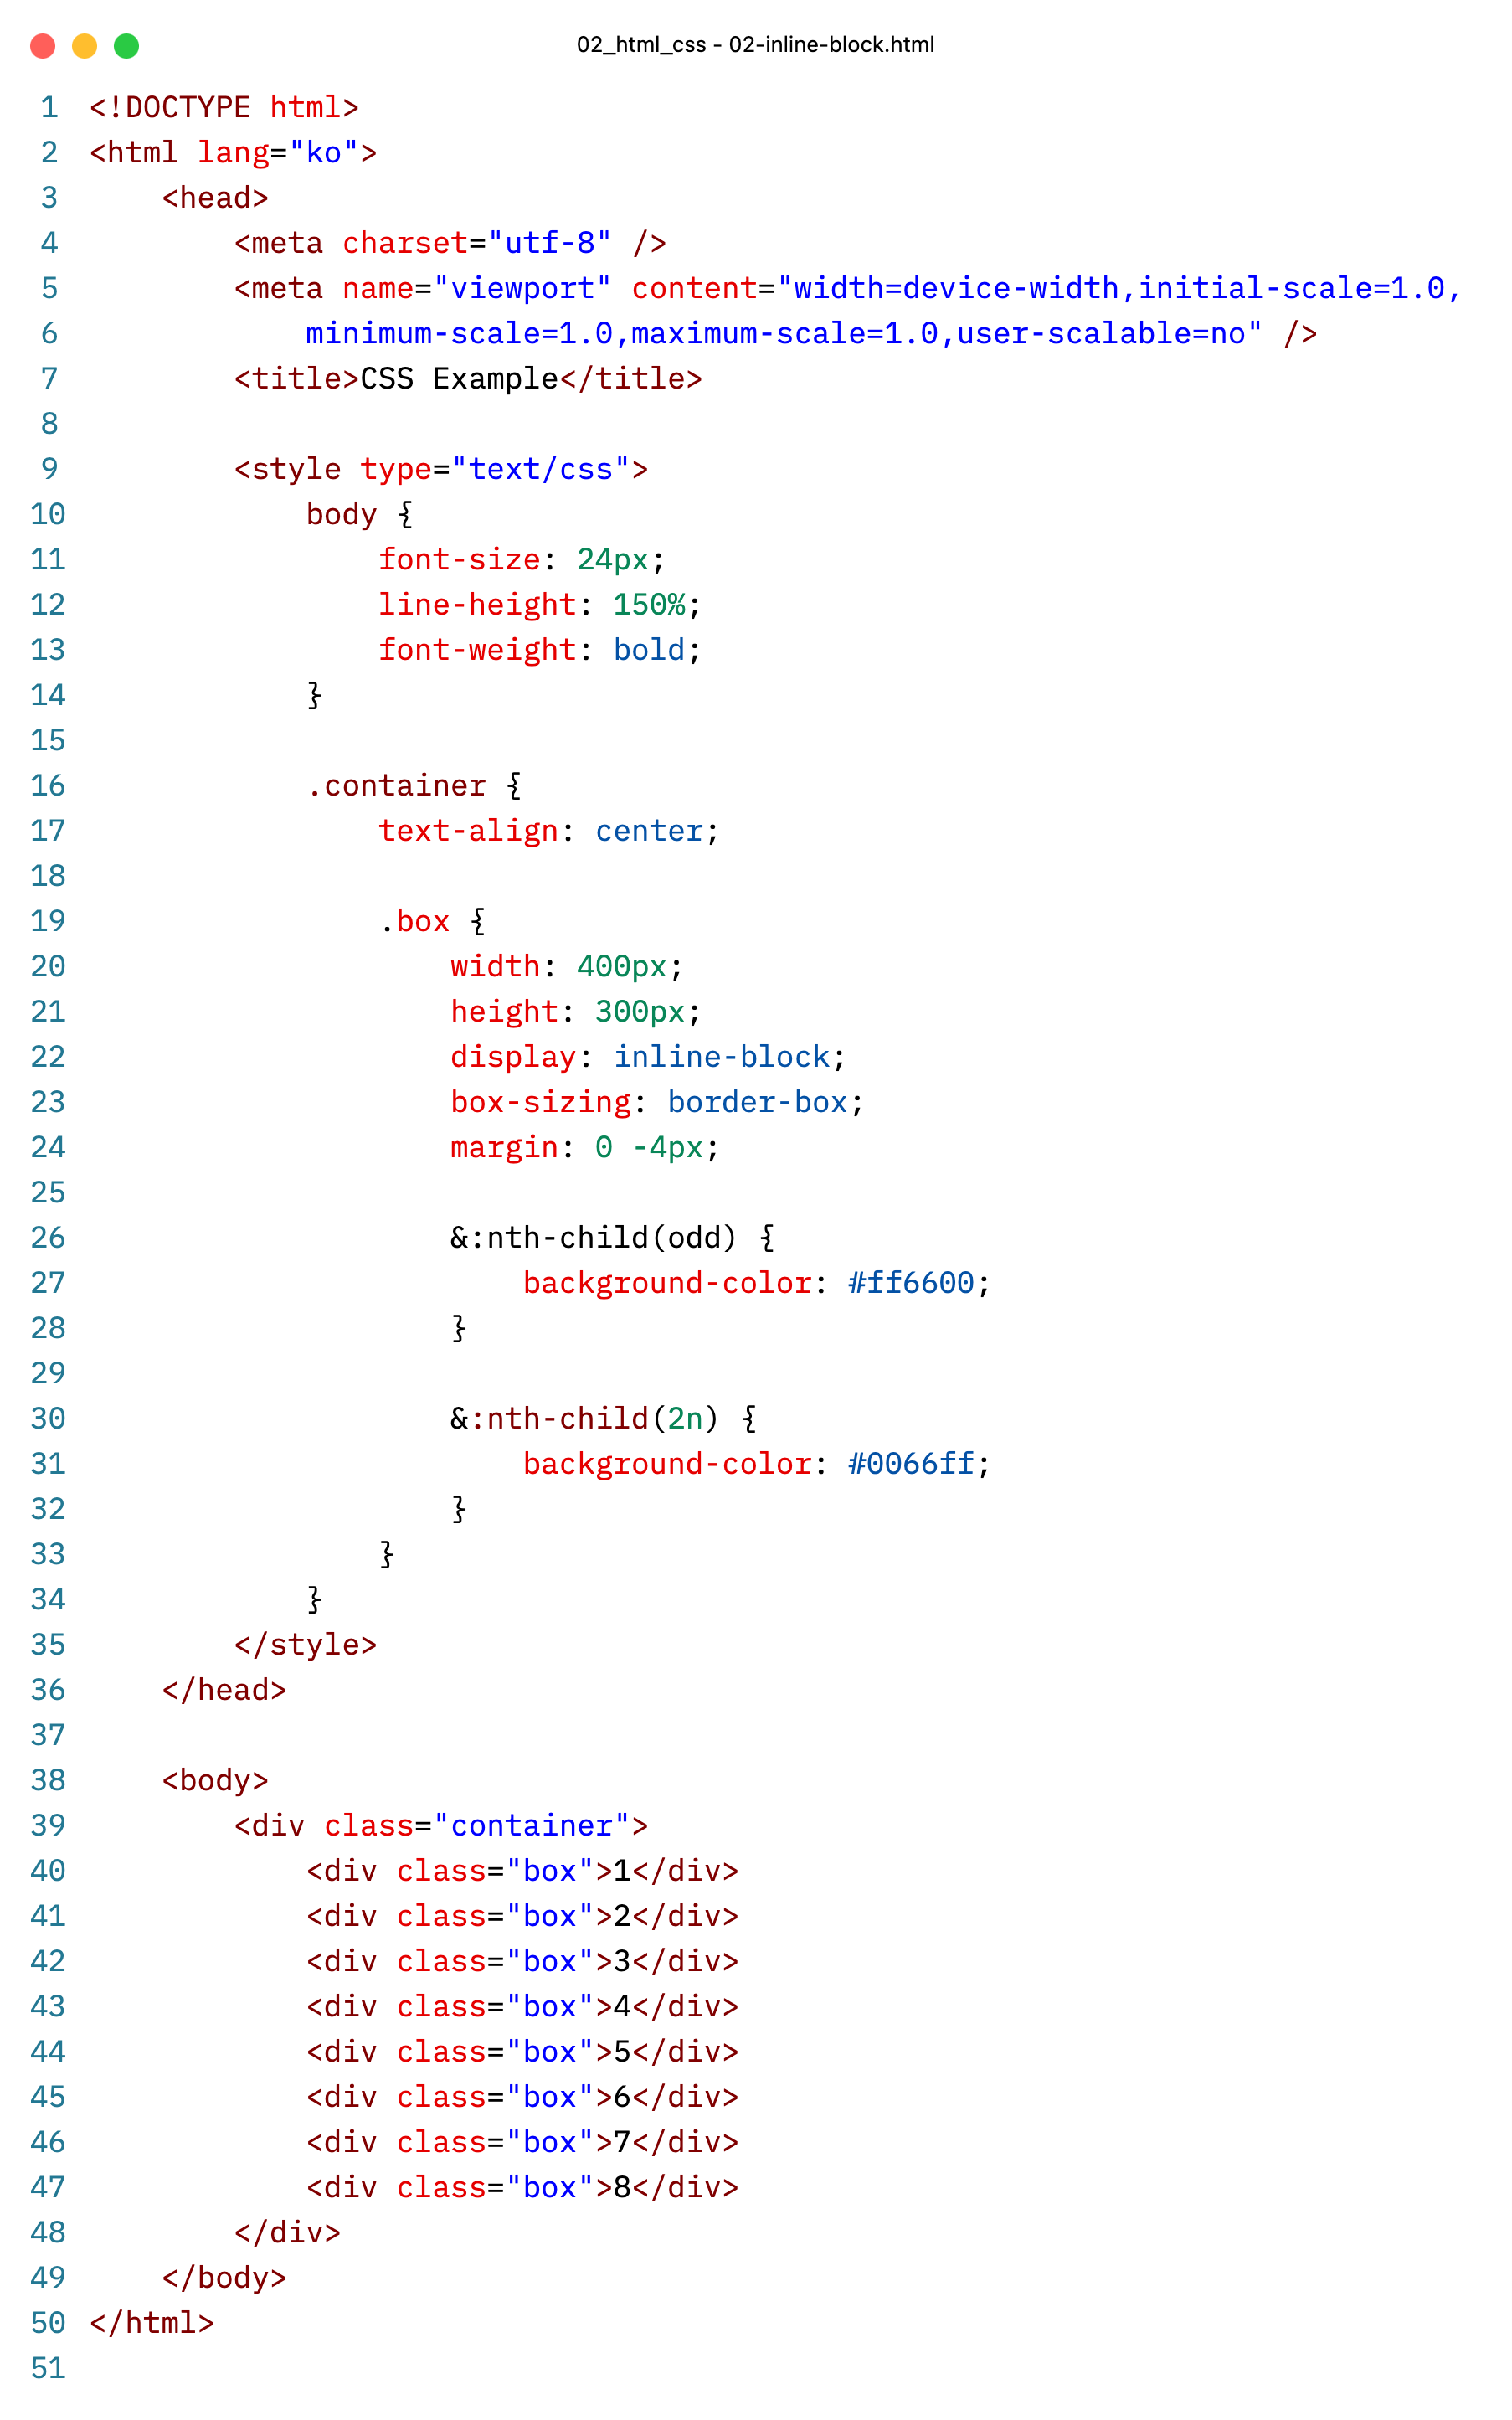 02_html_css - 02-inline-block.html
1 <!DOCTYPE html>
2 <html lang="ko">
3     <head>
4         <meta charset="utf-8" />
5         <meta name="viewport" content="width=device-width,initial-scale=1.0,
6             minimum-scale=1.0,maximum-scale=1.0,user-scalable=no" />
7         <title>CSS Example</title>
8
9         <style type="text/css">
10             body {
11                 font-size: 24px;
12                 line-height: 150%;
13                 font-weight: bold;
14             }
15
16             .container {
17                 text-align: center;
18
19                 .box {
20                     width: 400px;
21                     height: 300px;
22                     display: inline-block;
23                     box-sizing: border-box;
24                     margin: 0 -4px;
25
26                     &:nth-child(odd) {
27                         background-color: #ff6600;
28                     }
29
30                     &:nth-child(2n) {
31                         background-color: #0066ff;
32                     }
33                 }
34             }
35         </style>
36     </head>
37
38     <body>
39         <div class="container">
40             <div class="box">1</div>
41             <div class="box">2</div>
42             <div class="box">3</div>
43             <div class="box">4</div>
44             <div class="box">5</div>
45             <div class="box">6</div>
46             <div class="box">7</div>
47             <div class="box">8</div>
48         </div>
49     </body>
50 </html>
51